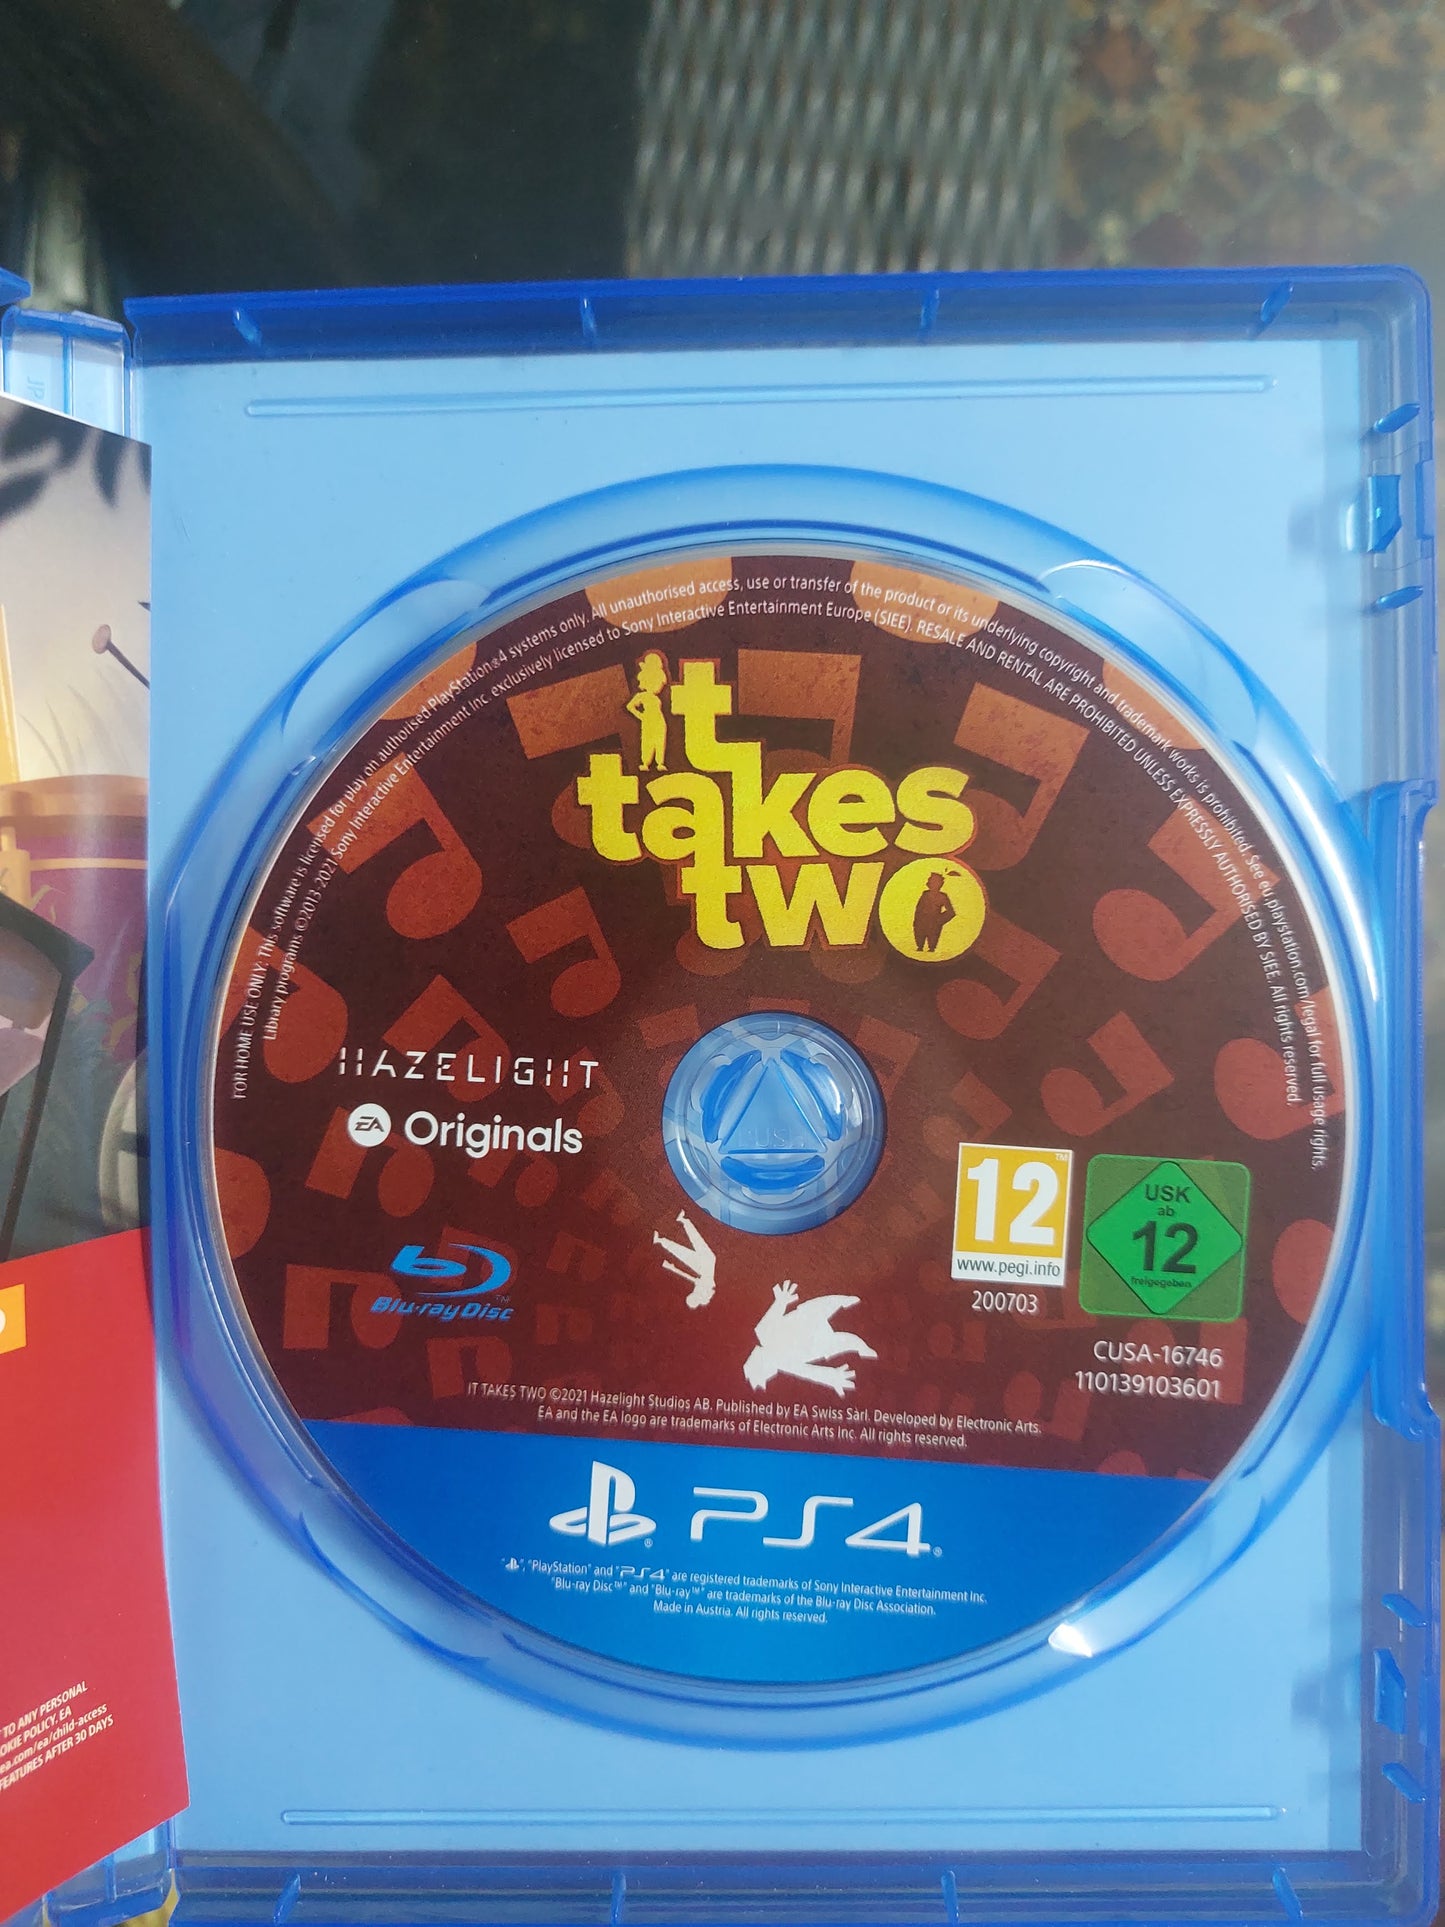 FOR HOME USE ONLY: This software is licensed for play on authorised PlayStation®4 systems only. All unauthorised access, use or transfer of the product or its underlying copyright and trademark works is prohibited. See eu.playstation.com/legal for full usage rights.
Library programs ©2013-2021 Sony Interactive Entertainment Inc. exclusively licensed to Sony Interactive Entertainment Europe (SIEE). RESALE AND RENTAL ARE PROHIBITED UNLESS EXPRESSLY AUTHORISED BY SIEE. All rights reserved.
it
takes
two
HAZELIGHT
EA Originals
Blu-ray Disc™
12™
www.pegi.info
200703
USK
ab
12
freigegeben
CUSA-16746
110139103601
IT TAKES TWO ©2021 Hazelight Studios AB. Published by EA Swiss Sàrl. Developed by Electronic Arts.
EA and the EA logo are trademarks of Electronic Arts Inc. All rights reserved.
PS4®
"PlayStation" and "PS4" are registered trademarks of Sony Interactive Entertainment Inc.
"Blu-ray Disc™" and "Blu-ray™" are trademarks of the Blu-ray Disc Association.
Made in Austria. All rights reserved.
TO ANY PERSONAL
OKIE POLICY. EA
ea.com/ea/child-access
FEATURES AFTER 30 DAYS